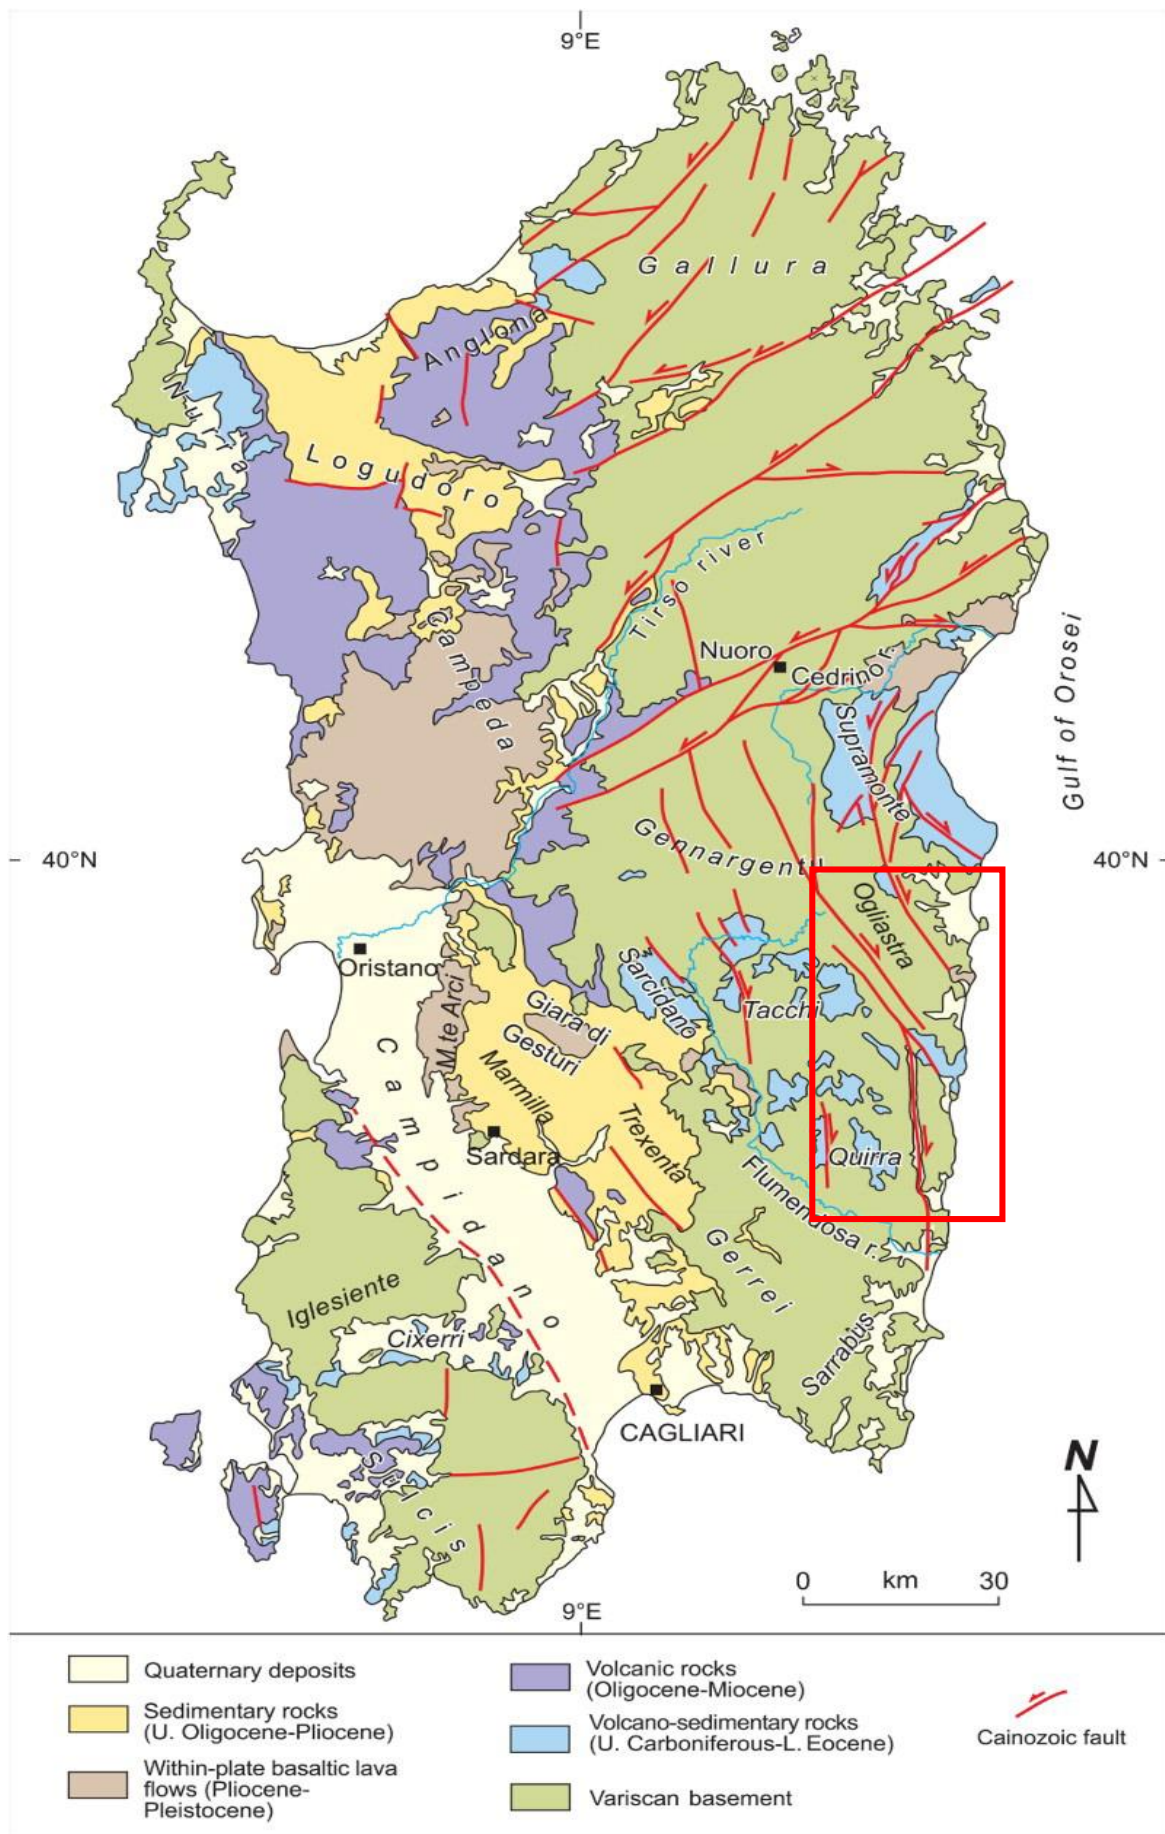 9°E
Gallura
Anglona
Nurra
Logudoro
Tirso river
Campeda
Nuoro
Cedrino r.
Gulf of Orosei
Supramonte
40°N
40°N
Gennargentu
Ogliastra
Oristano
Sarcidano
Tacchi
M.te Arci
Giara di
Gesturi
Marmilla
Campidano
Trexenta
Sardara
Quirra
Flumendosa r.
Gerrei
Iglesiente
Cixerri
Sarrabus
CAGLIARI
Sulcis
N
0 km 30
9°E
Quaternary deposits
Sedimentary rocks
(U. Oligocene-Pliocene)
Within-plate basaltic lava
flows (Pliocene-
Pleistocene)
Volcanic rocks
(Oligocene-Miocene)
Volcano-sedimentary rocks
(U. Carboniferous-L. Eocene)
Variscan basement
Cainozoic fault